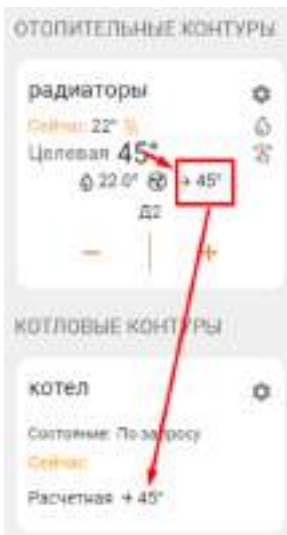 ОТОПИТЕЛЬНЫЕ КОНТУРЫ
радиаторы
Сейчас 22°
Целевая 45°
22.0° → 45°
Д2
− +
КОТЛОВЫЕ КОНТУРЫ
котел
Состояние: По запросу
Сейчас
Расчетная → 45°